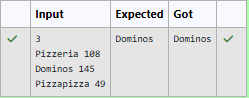 Input Expected Got
3 Dominos Dominos
Pizzeria 108
Dominos 145
Pizzapizza 49